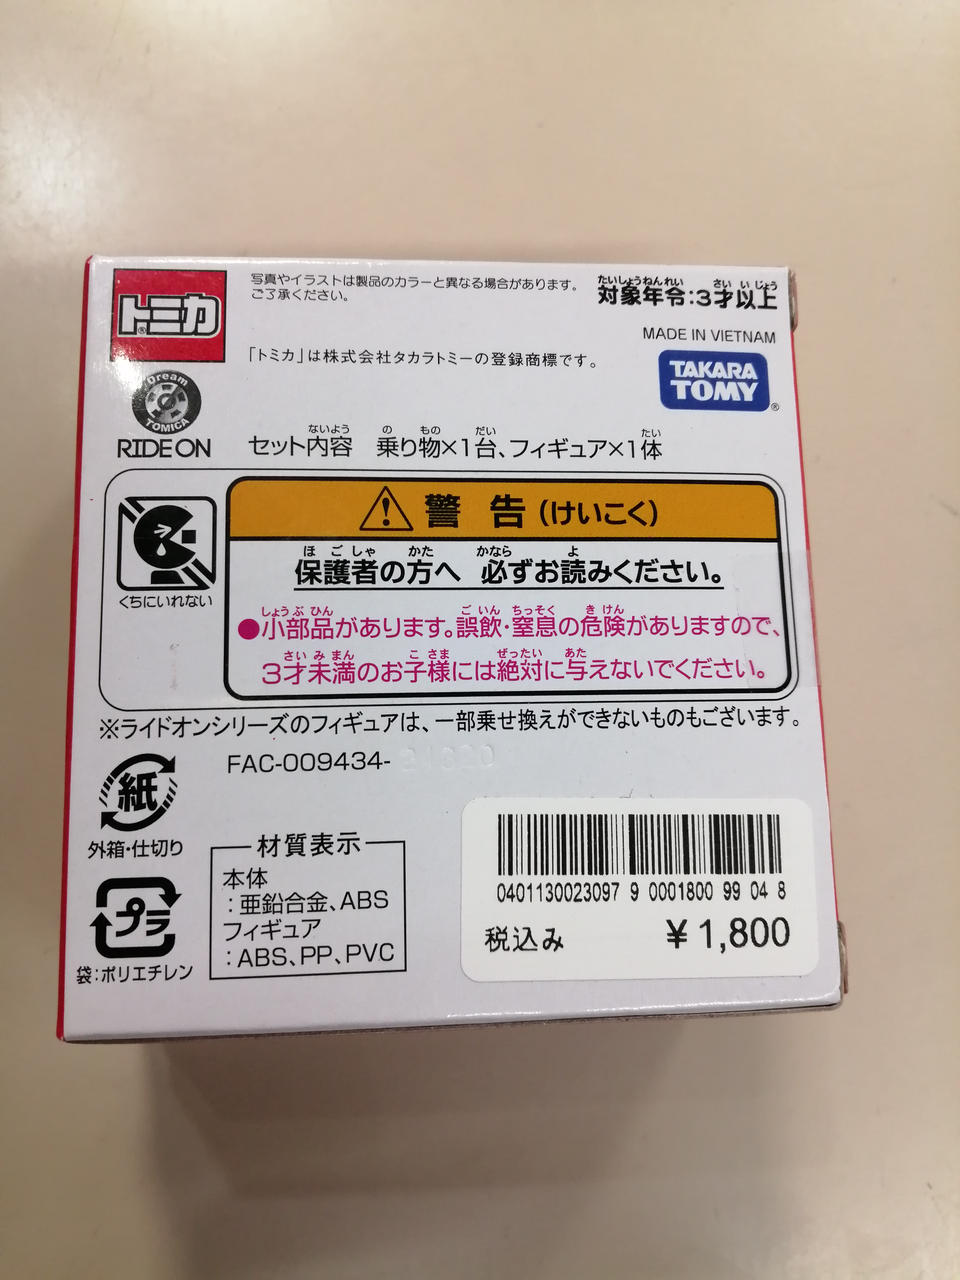 トミカ
写真やイラストは製品のカラーと異なる場合があります。
ご了承ください。
たいしょうねんれい さい い じょう
対象年令:3才以上
MADE IN VIETNAM
「トミカ」は株式会社タカラトミーの登録商標です。
TAKARA
TOMY
Dream
TOMICA
RIDE ON
ないよう の もの だい たい
セット内容 乗り物×1台、フィギュア×1体
警告(けいこく)
ほ ご しゃ かた かなら よ
保護者の方へ 必ずお読みください。
くちにいれない
しょう ぶ ひん ご いん ちっそく き けん
●小部品があります。誤飲・窒息の危険がありますので、
さい み まん こ さま ぜったい あた
3才未満のお子様には絶対に与えないでください。
※ライドオンシリーズのフィギュアは、一部乗せ換えができないものもございます。
FAC-009434-
紙
外箱・仕切り
プラ
袋:ポリエチレン
材質表示
本体
:亜鉛合金、ABS
フィギュア
:ABS、PP、PVC
0401130023097 9 0001800 99 04 8
税込み ¥1,800